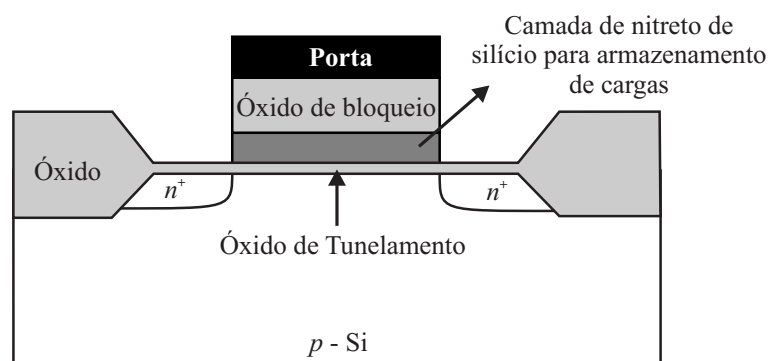 Camada de nitreto de
silício para armazenamento
de cargas
Porta
Óxido de bloqueio
Óxido
n⁺
n⁺
Óxido de Tunelamento
p - Si